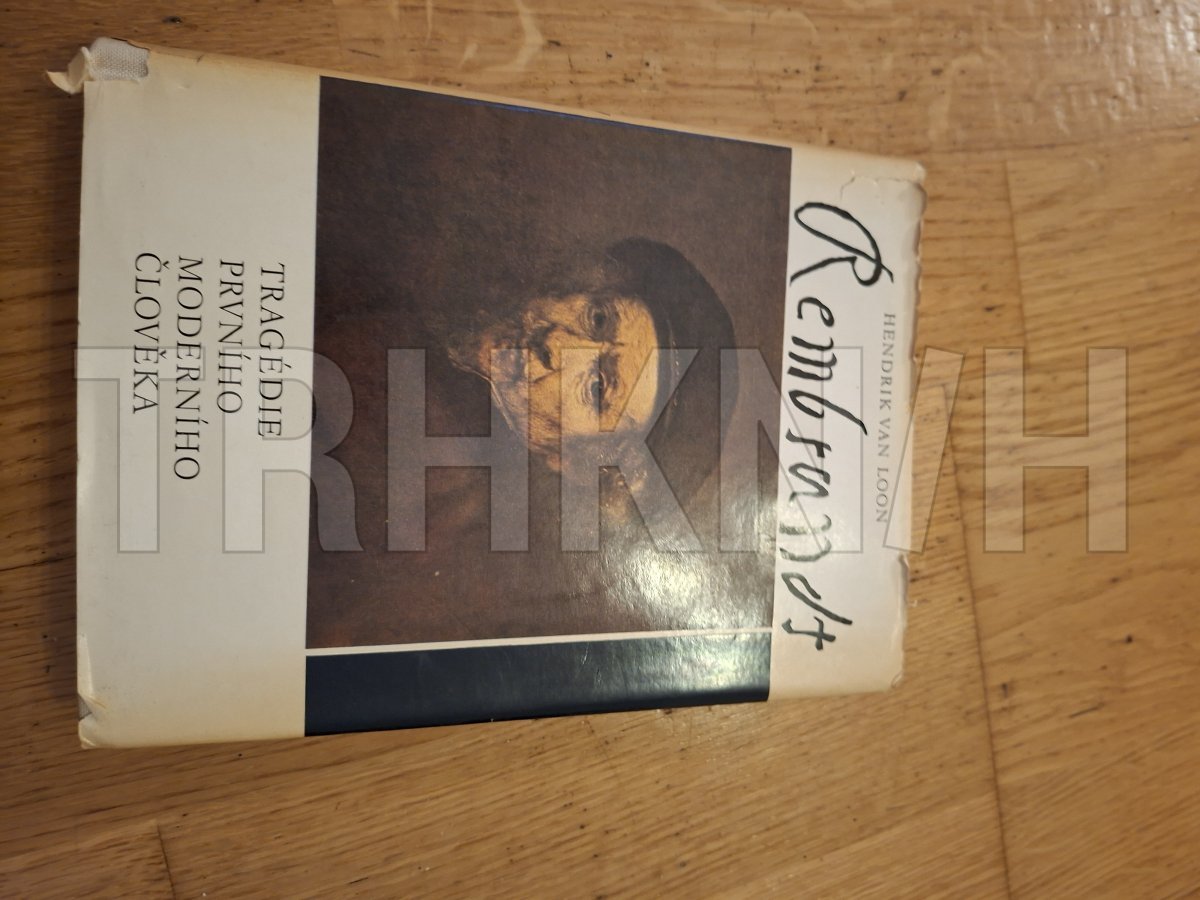 HENDRIK VAN LOON
Rembrandt
TRAGÉDIE
PRVNÍHO
MODERNÍHO
ČLOVĚKA
TRHKNIH